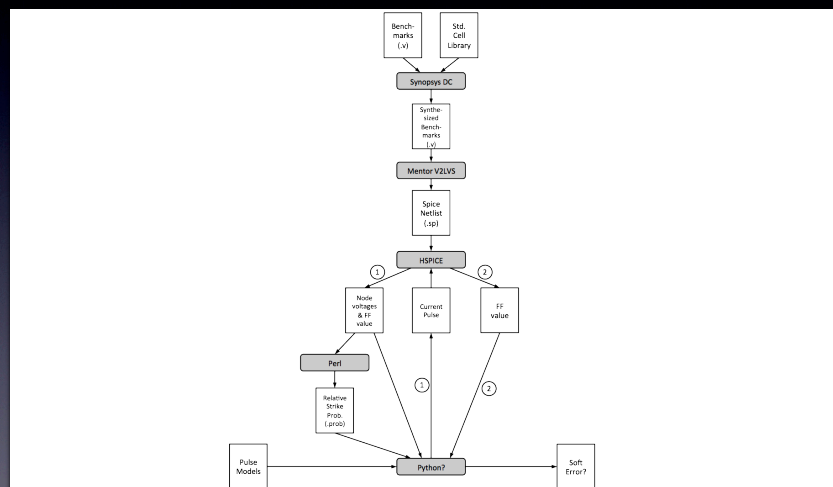 Bench-
marks
(.v)
Std.
Cell
Library
Synopsys DC
Synthe-
sized
Bench-
marks
(.v)
Mentor V2LVS
Spice
Netlist
(.sp)
HSPICE
1
2
Node
voltages
& FF
value
Current
Pulse
FF
value
Perl
1
2
Relative
Strike
Prob.
(.prob)
Pulse
Models
Python?
Soft
Error?